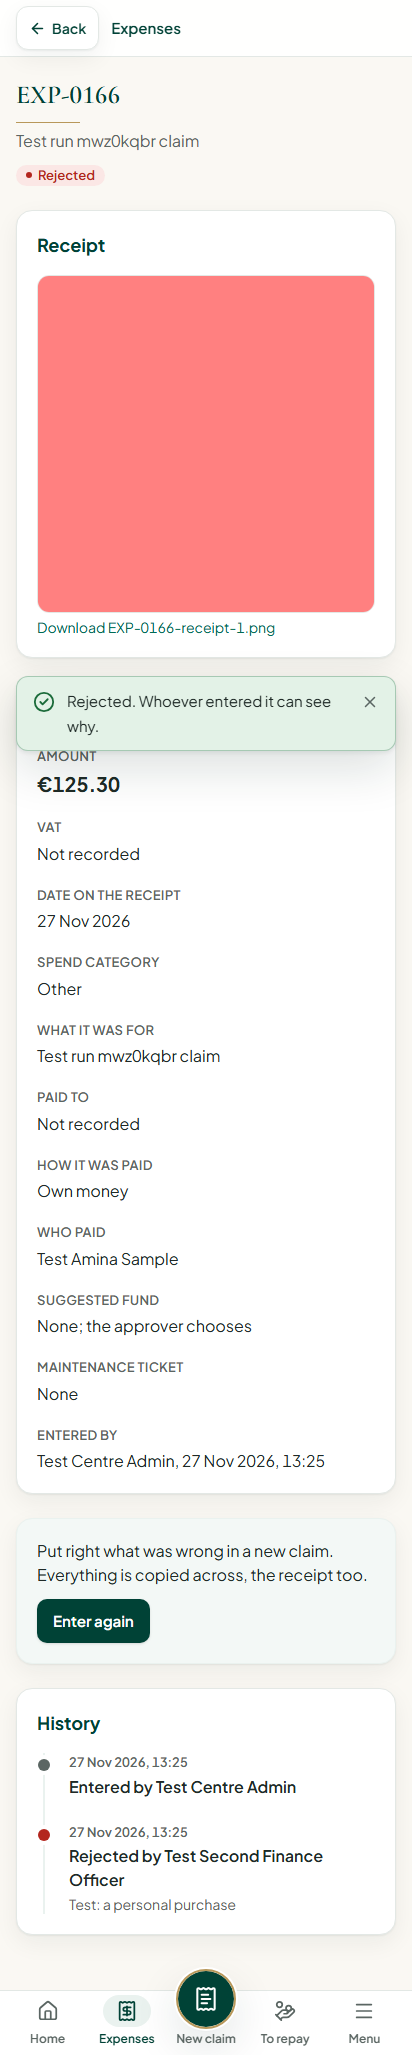 Back
Expenses
EXP-0166
Test run mwz0kqbr claim
Rejected
Receipt
Download EXP-0166-receipt-1.png
Rejected. Whoever entered it can see
why.
AMOUNT
€125.30
VAT
Not recorded
DATE ON THE RECEIPT
27 Nov 2026
SPEND CATEGORY
Other
WHAT IT WAS FOR
Test run mwz0kqbr claim
PAID TO
Not recorded
HOW IT WAS PAID
Own money
WHO PAID
Test Amina Sample
SUGGESTED FUND
None; the approver chooses
MAINTENANCE TICKET
None
ENTERED BY
Test Centre Admin, 27 Nov 2026, 13:25
Put right what was wrong in a new claim.
Everything is copied across, the receipt too.
Enter again
History
27 Nov 2026, 13:25
Entered by Test Centre Admin
27 Nov 2026, 13:25
Rejected by Test Second Finance
Officer
Test: a personal purchase
Home
Expenses
New claim
To repay
Menu